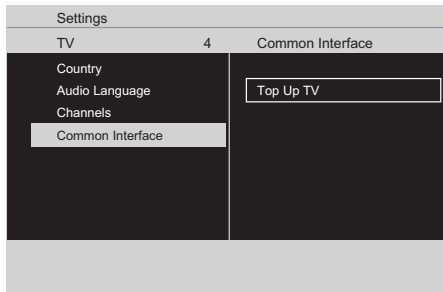 Settings
TV 4 Common Interface
Country
Audio Language Top Up TV
Channels
Common Interface